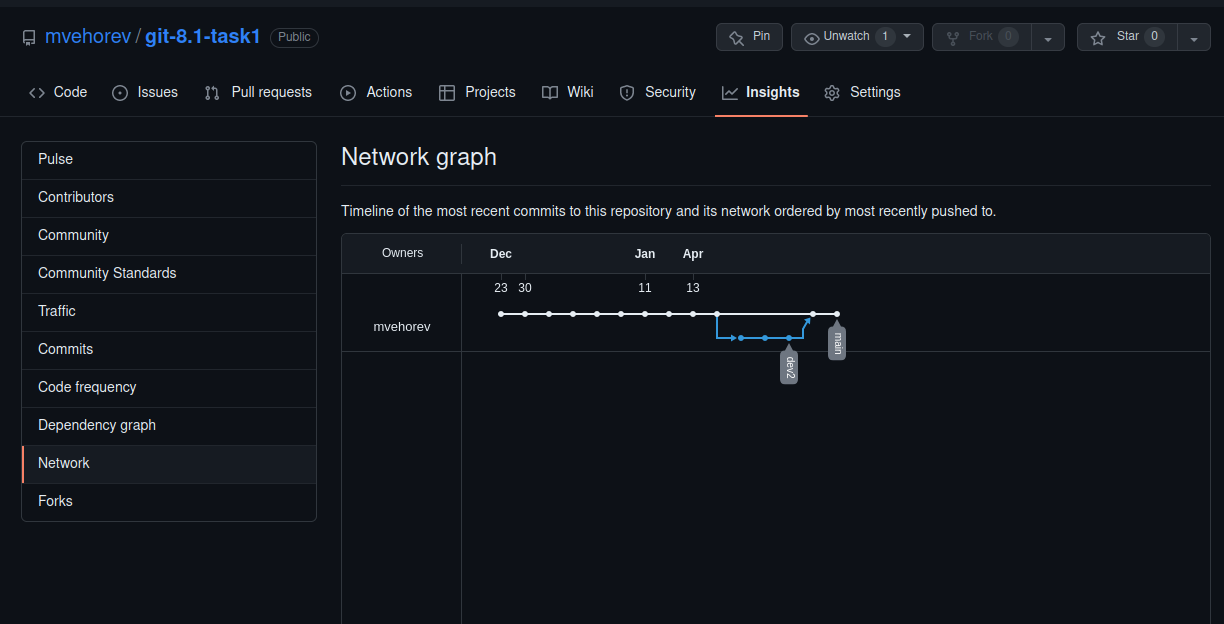 mvehorev / git-8.1-task1 Public
Pin Unwatch 1 Fork 0 Star 0
Code Issues Pull requests Actions Projects Wiki Security Insights Settings
Pulse
Contributors
Community
Community Standards
Traffic
Commits
Code frequency
Dependency graph
Network
Forks
Network graph
Timeline of the most recent commits to this repository and its network ordered by most recently pushed to.
Owners Dec Jan Apr
23 30 11 13
mvehorev
main
dev2